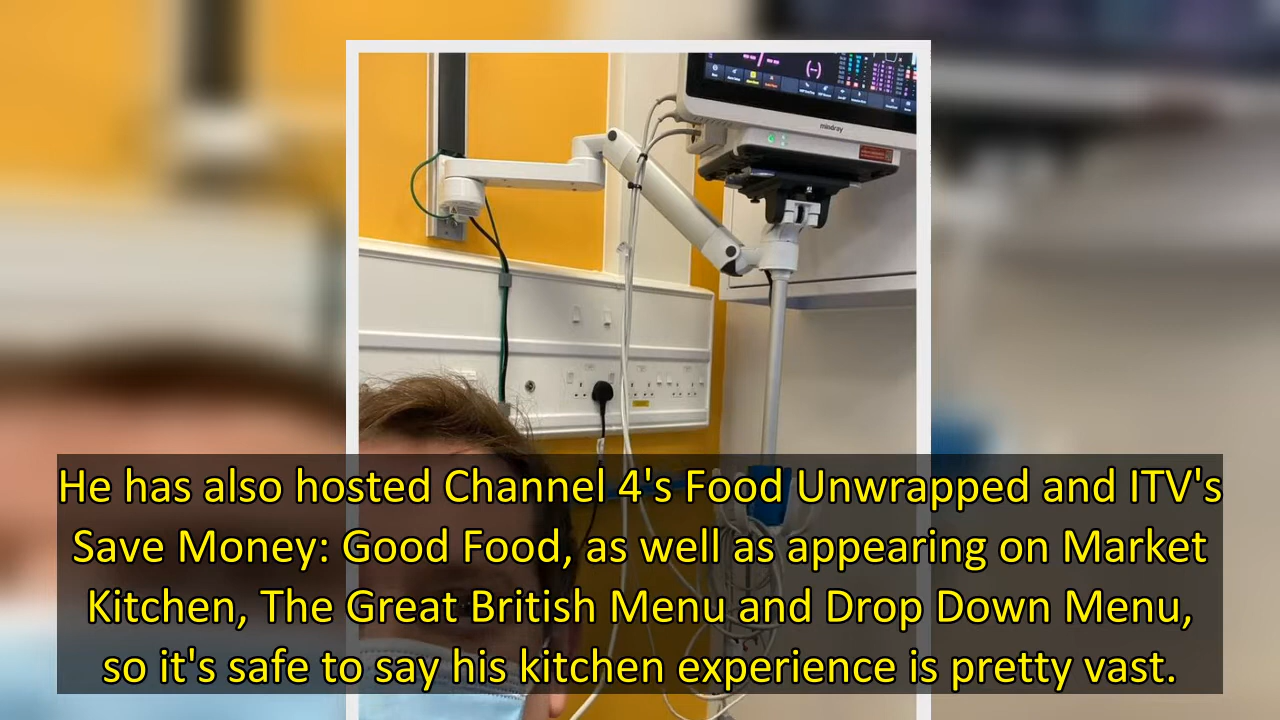 mindray
He has also hosted Channel 4's Food Unwrapped and ITV's
Save Money: Good Food, as well as appearing on Market
Kitchen, The Great British Menu and Drop Down Menu,
so it's safe to say his kitchen experience is pretty vast.